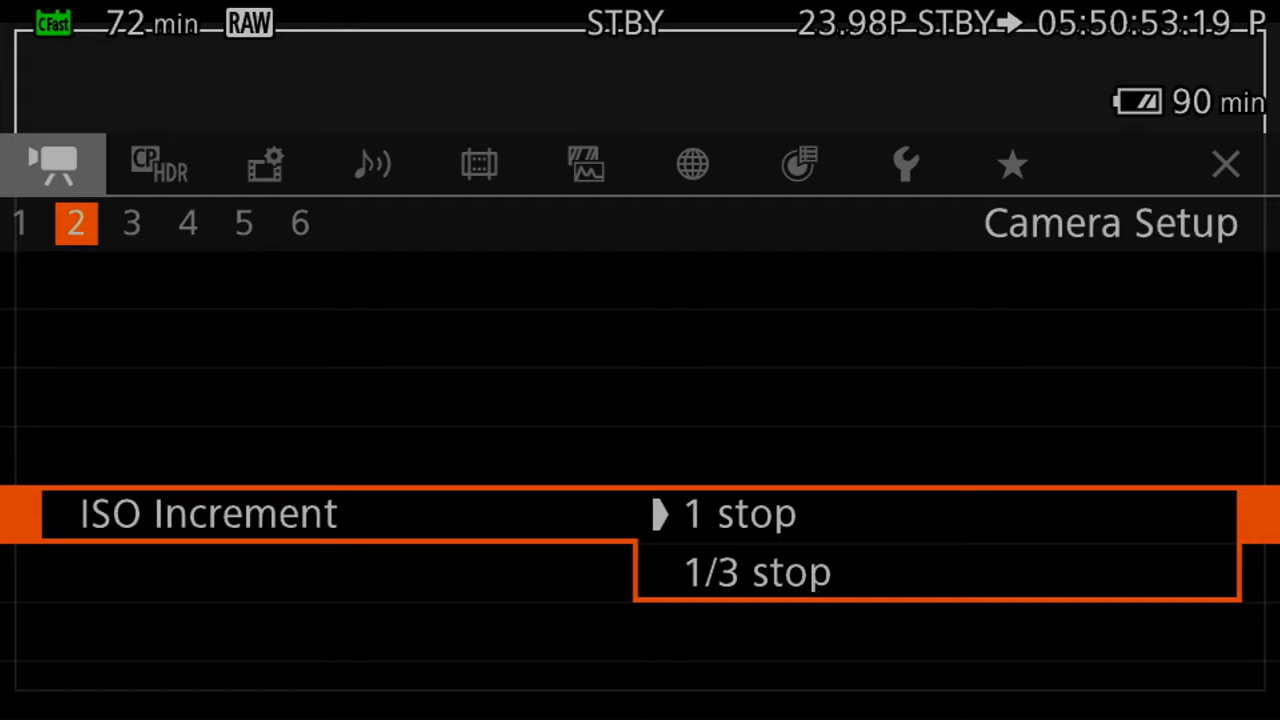 CFast 72 min RAW STBY 23.98P STBY➡ 05:50:53:19 P
90 min
CP HDR
1 2 3 4 5 6 Camera Setup
ISO Increment 1 stop
1/3 stop